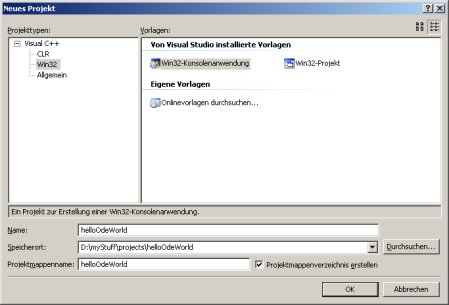 Neues Projekt
Projekttypen:
Vorlagen:
Visual C++
CLR
Win32
Allgemein
Von Visual Studio installierte Vorlagen
Win32-Konsolenanwendung
Win32-Projekt
Eigene Vorlagen
Onlinevorlagen durchsuchen...
Ein Projekt zur Erstellung einer Win32-Konsolenanwendung.
Name:
helloOdeWorld
Speicherort:
D:\myStuff\projects\helloOdeWorld
Durchsuchen...
Projektmappenname:
helloOdeWorld
Projektmappenverzeichnis erstellen
OK
Abbrechen